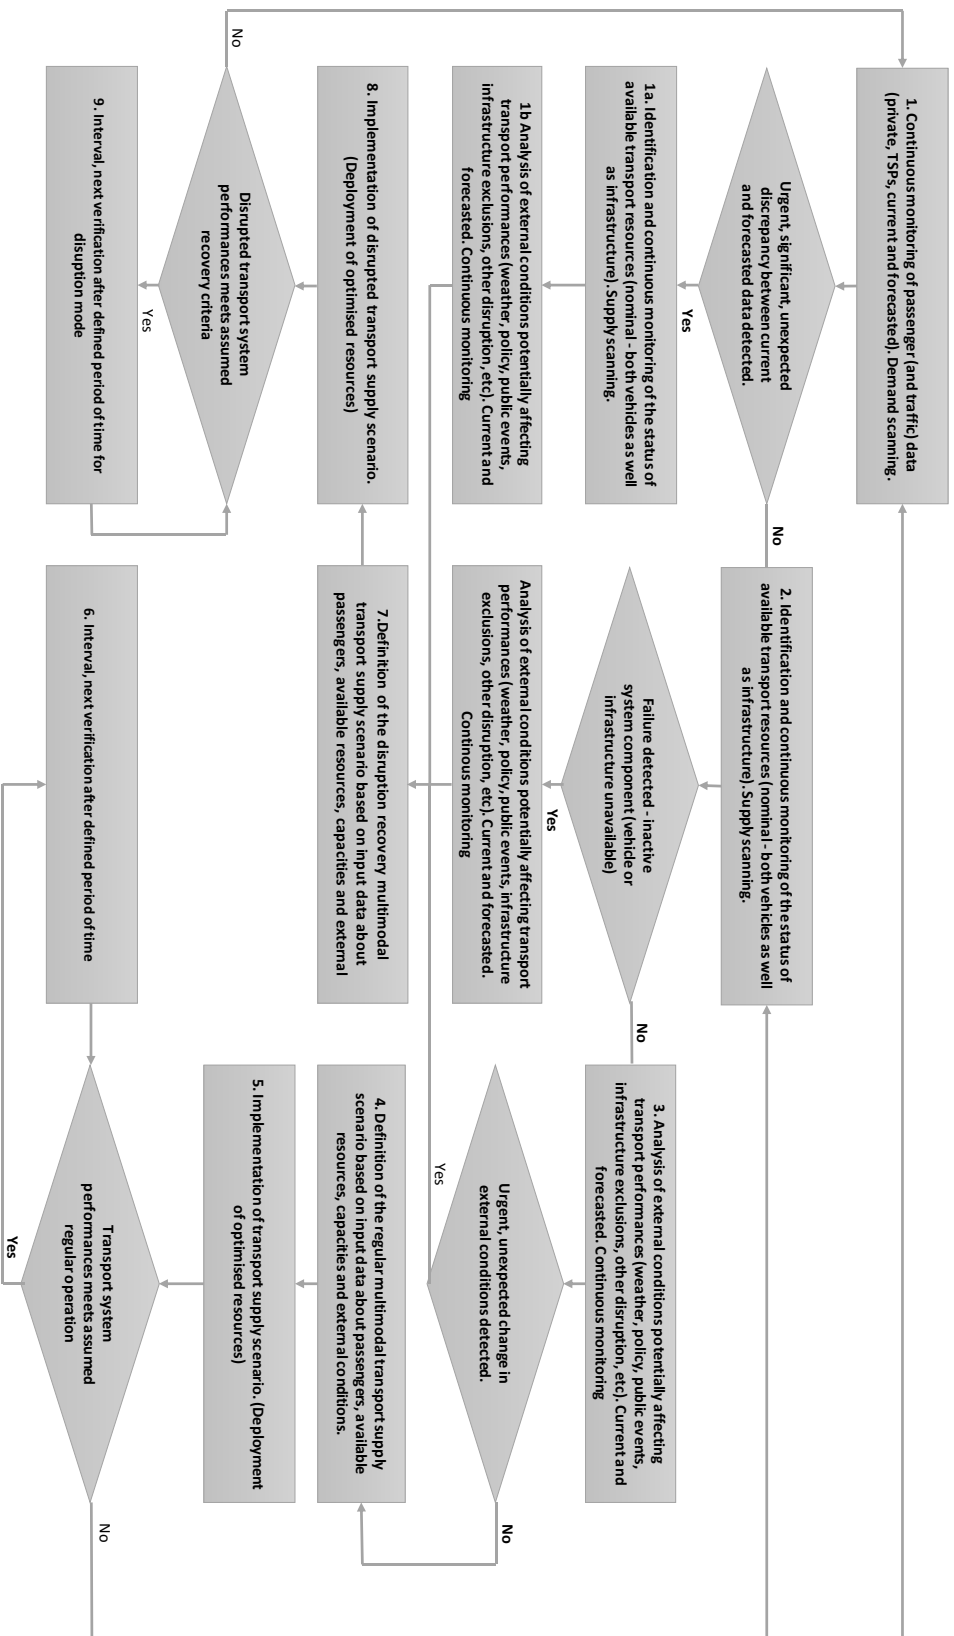 1. Continuous monitoring of passenger (and traffic) data
(private, TSPs, current and forecasted). Demand scanning.
Urgent, significant, unexpected
discrepancy between current
and forecasted data detected.
Yes
No
1a. Identification and continuous monitoring of the status of
available transport resources (nominal - both vehicles as well
as infrastructure). Supply scanning.
1b Analysis of external conditions potentially affecting
transport performances (weather, policy, public events,
infrastructure exclusions, other disruption, etc). Current and
forecasted. Continuous monitoring
8. Implementation of disrupted transport supply scenario.
(Deployment of optimised resources)
Disrupted transport system
performances meets assumed
recovery criteria
No
Yes
9. Interval, next verification after defined period of time for
disuption mode
2. Identification and continuous monitoring of the status of
available transport resources (nominal - both vehicles as well
as infrastructure). Supply scanning.
Failure detected - inactive
system component (vehicle or
infrastructure unavailable)
Yes
No
Analysis of external conditions potentially affecting transport
performances (weather, policy, public events, infrastructure
exclusions, other disruption, etc). Current and forecasted.
Continous monitoring
7.Definition of the disruption recovery multimodal
transport supply scenario based on input data about
passengers, available resources, capacities and external
6. Interval, next verification after defined period of time
3. Analysis of external conditions potentially affecting
transport performances (weather, policy, public events,
infrastructure exclusions, other disruption, etc). Current and
forecasted. Continuous monitoring
Urgent, unexpected change in
external conditions detected.
Yes
No
4. Definition of the regular multimodal transport supply
scenario based on input data about passengers, available
resources, capacities and external conditions.
5. Implementation of transport supply scenario. (Deployment
of optimised resources)
Transport system
performances meets assumed
regular operation
Yes
No